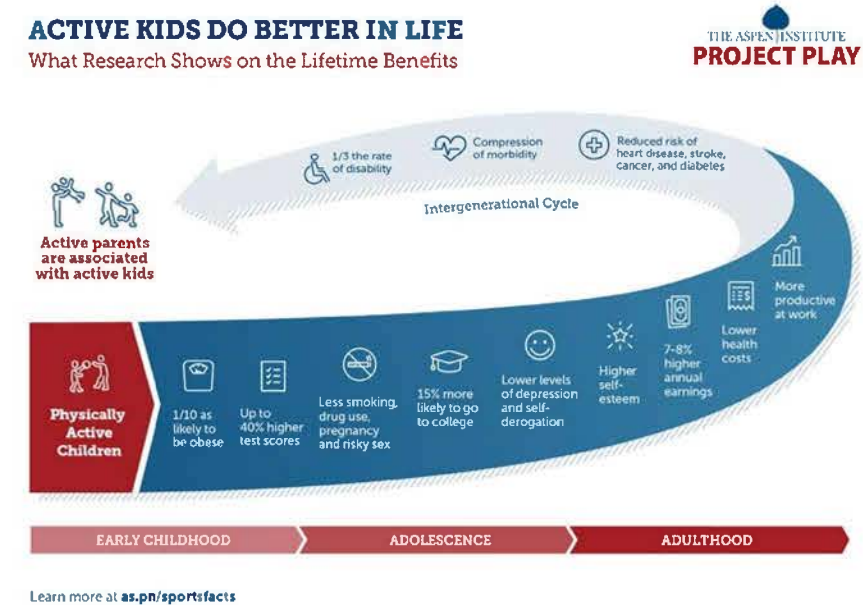 ACTIVE KIDS DO BETTER IN LIFE
What Research Shows on the Lifetime Benefits
THE ASPEN INSTITUTE
PROJECT PLAY
1/3 the rate
of disability
Compression
of morbidity
Reduced risk of
heart disease, stroke,
cancer, and diabetes
Intergenerational Cycle
Active parents
are associated
with active kids
Physically
Active
Children
1/10 as
likely to
be obese
Up to
40% higher
test scores
Less smoking,
drug use,
pregnancy
and risky sex
15% more
likely to go
to college
Lower levels
of depression
and self-
derogation
Higher
self-
esteem
7-8%
higher
annual
earnings
Lower
health
costs
More
productive
at work
EARLY CHILDHOOD
ADOLESCENCE
ADULTHOOD
Learn more at as.pn/sportsfacts